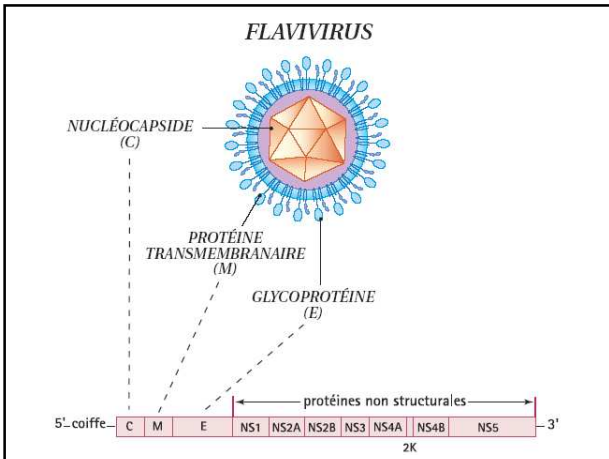 FLAVIVIRUS
NUCLÉOCAPSIDE
(C)
PROTÉINE
TRANSMEMBRANAIRE
(M)
GLYCOPROTÉINE
(E)
protéines non structurales
5'-coiffe C M E NS1 NS2A NS2B NS3 NS4A NS4B NS5 3'
2K